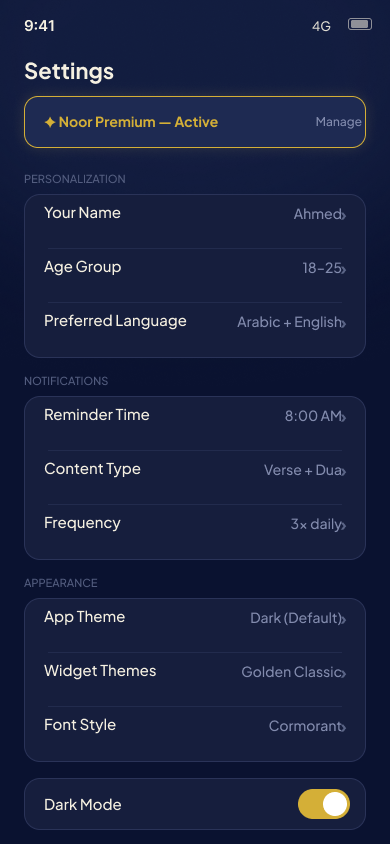 9:41 4G
Settings
✦ Noor Premium — Active Manage
PERSONALIZATION
Your Name Ahmed›
Age Group 18–25›
Preferred Language Arabic + English›
NOTIFICATIONS
Reminder Time 8:00 AM›
Content Type Verse + Dua›
Frequency 3× daily›
APPEARANCE
App Theme Dark (Default)›
Widget Themes Golden Classic›
Font Style Cormorant›
Dark Mode